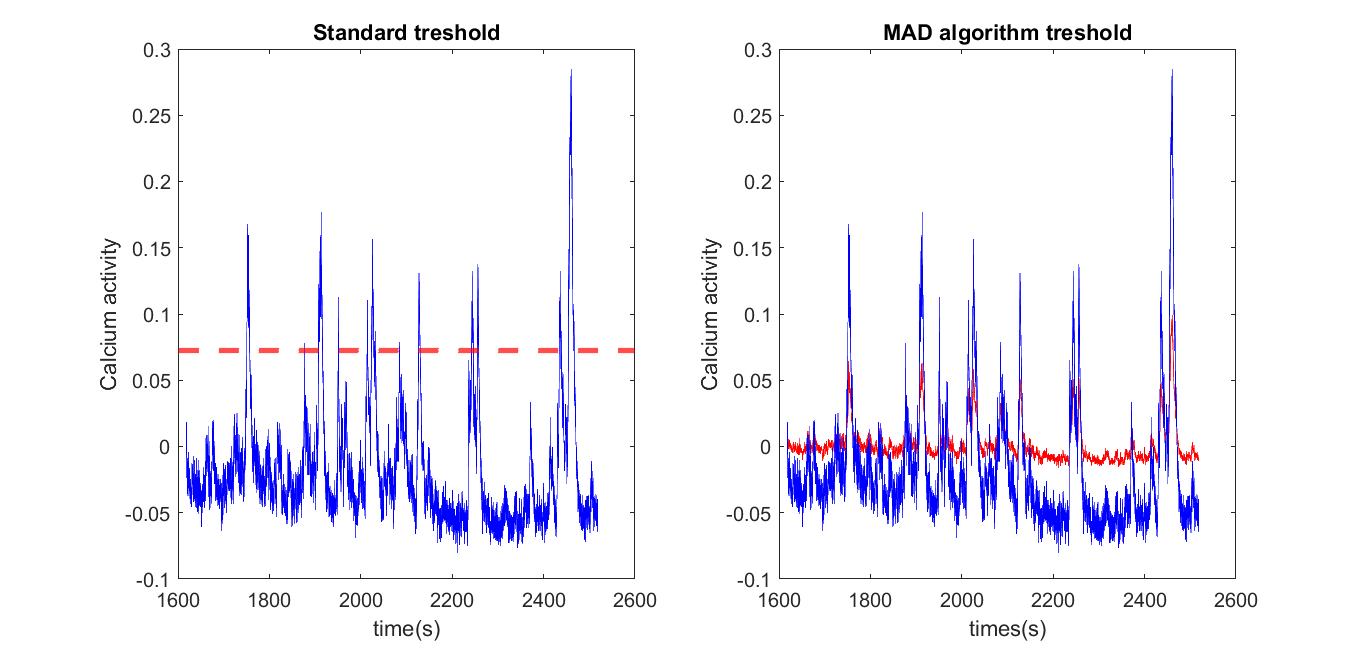 Standard treshold
0.3
0.25
0.2
0.15
0.1
0.05
0
-0.05
-0.1
Calcium activity
1600 1800 2000 2200 2400 2600
time(s)
MAD algorithm treshold
0.3
0.25
0.2
0.15
0.1
0.05
0
-0.05
-0.1
Calcium activity
1600 1800 2000 2200 2400 2600
times(s)